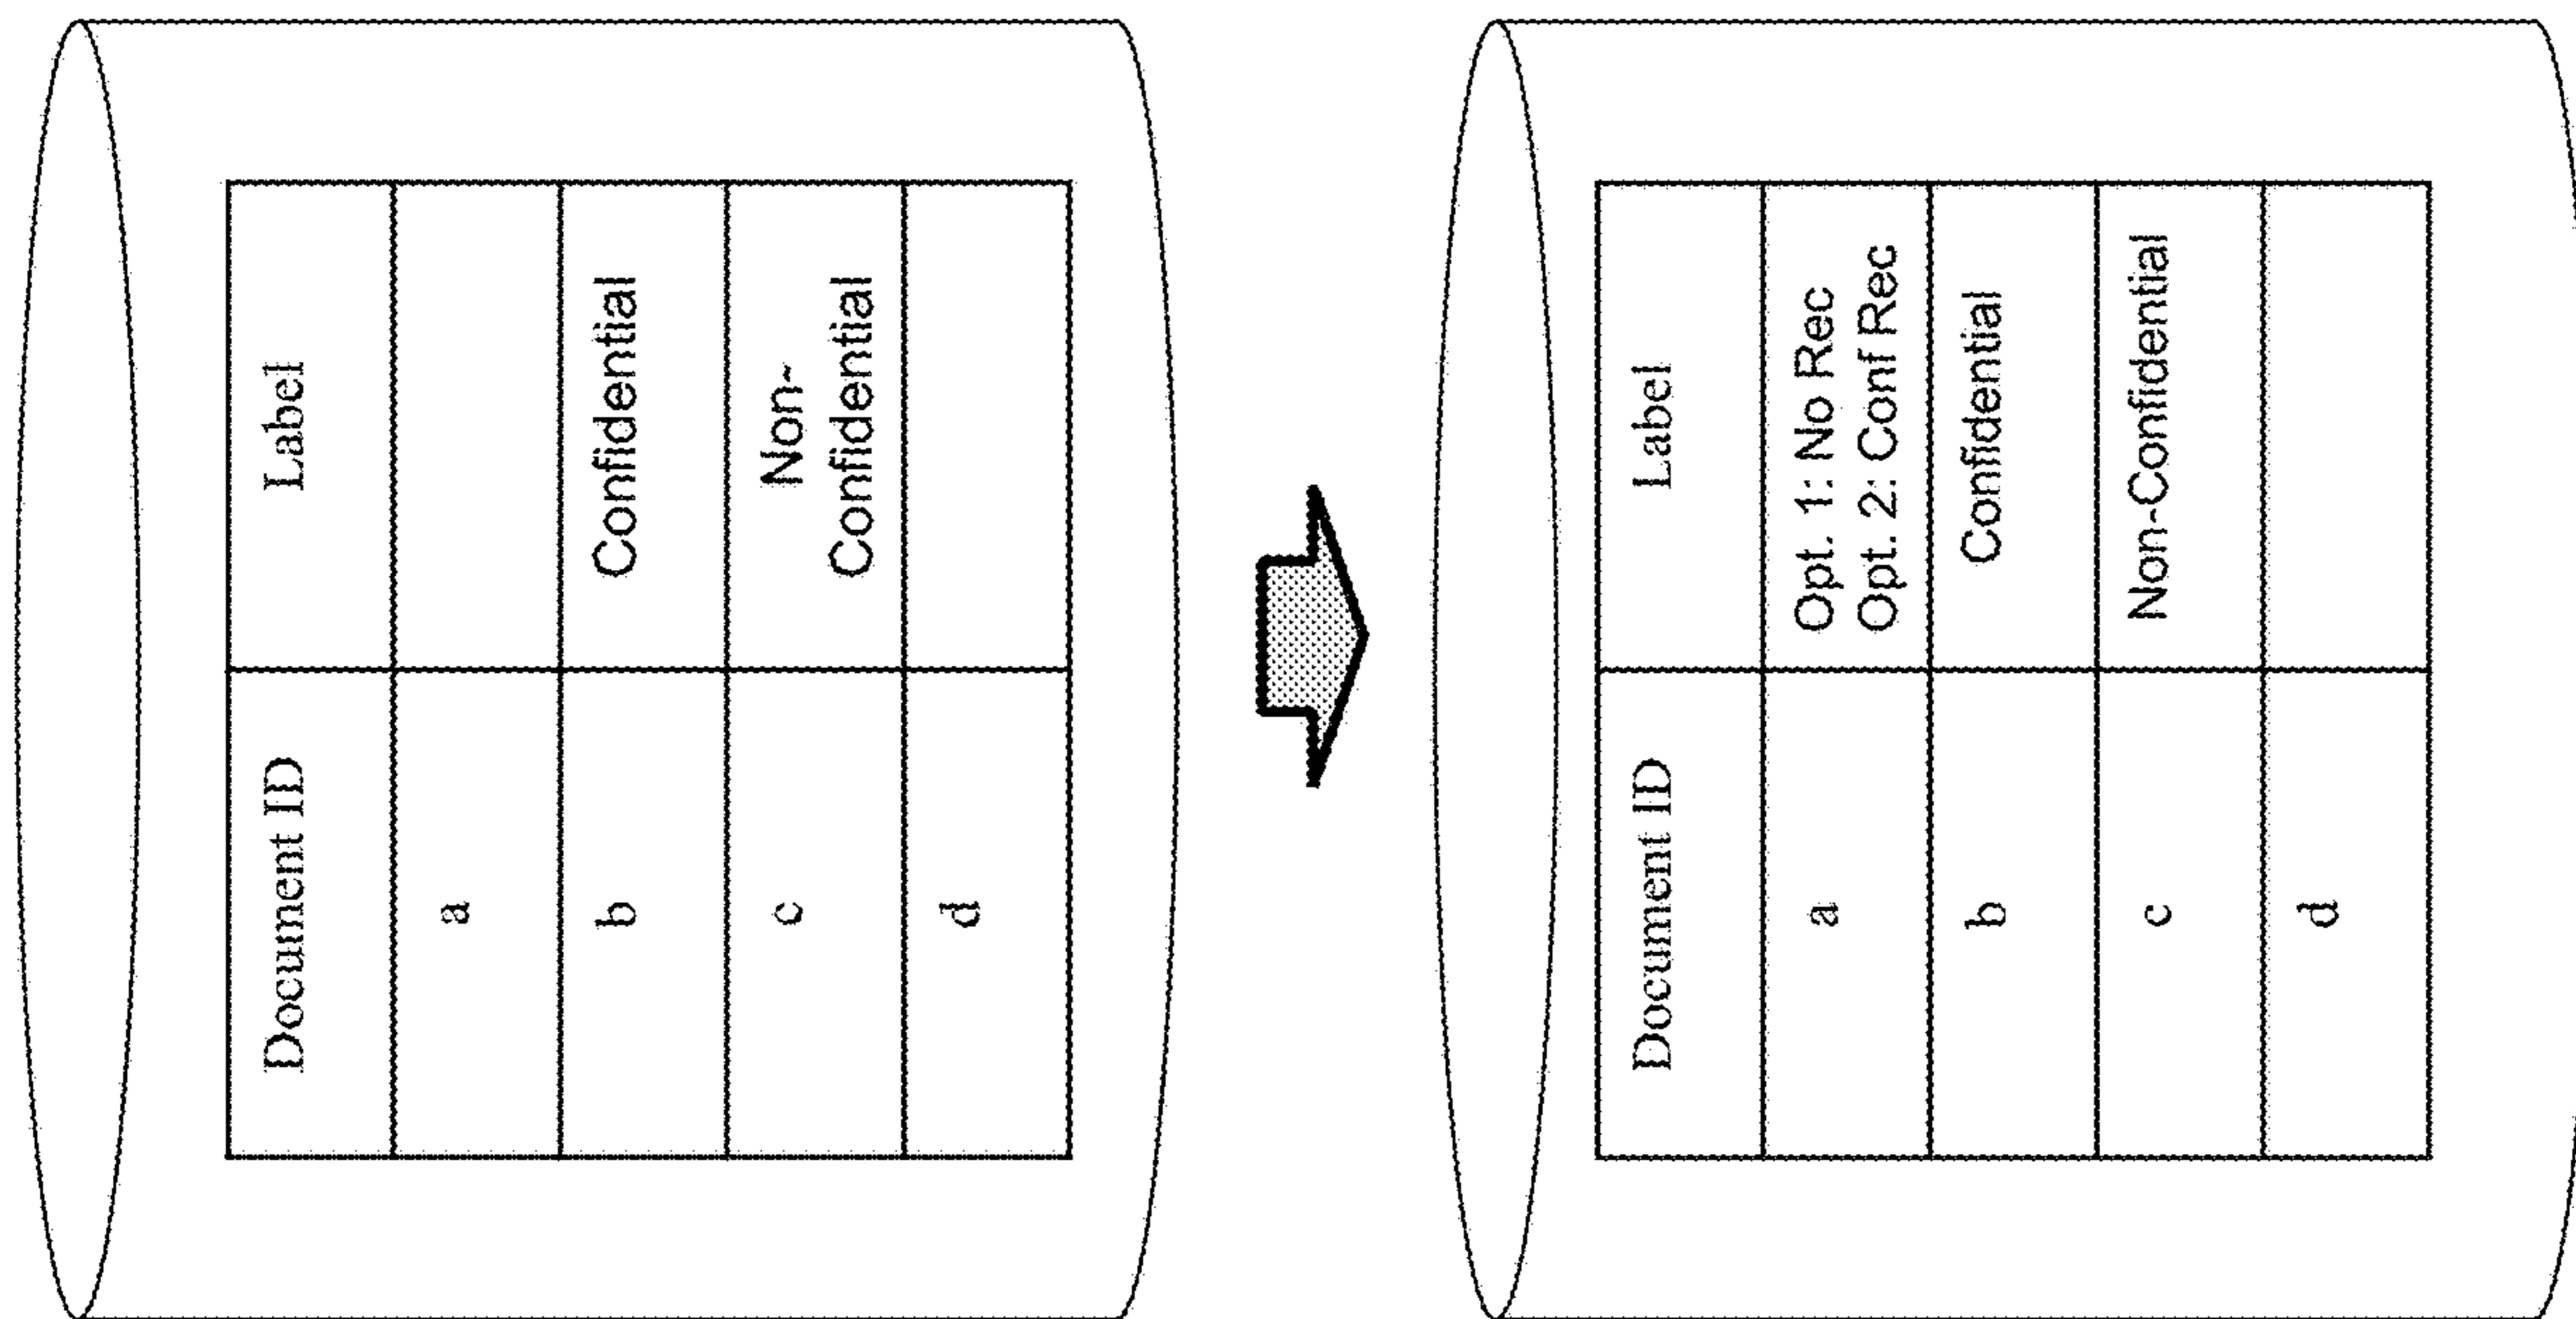 Document ID Label
a
b Confidential
c Non-
Confidential
d
Document ID Label
a Opt. 1: No Rec
Opt. 2: Conf Rec
b Confidential
c Non-Confidential
d